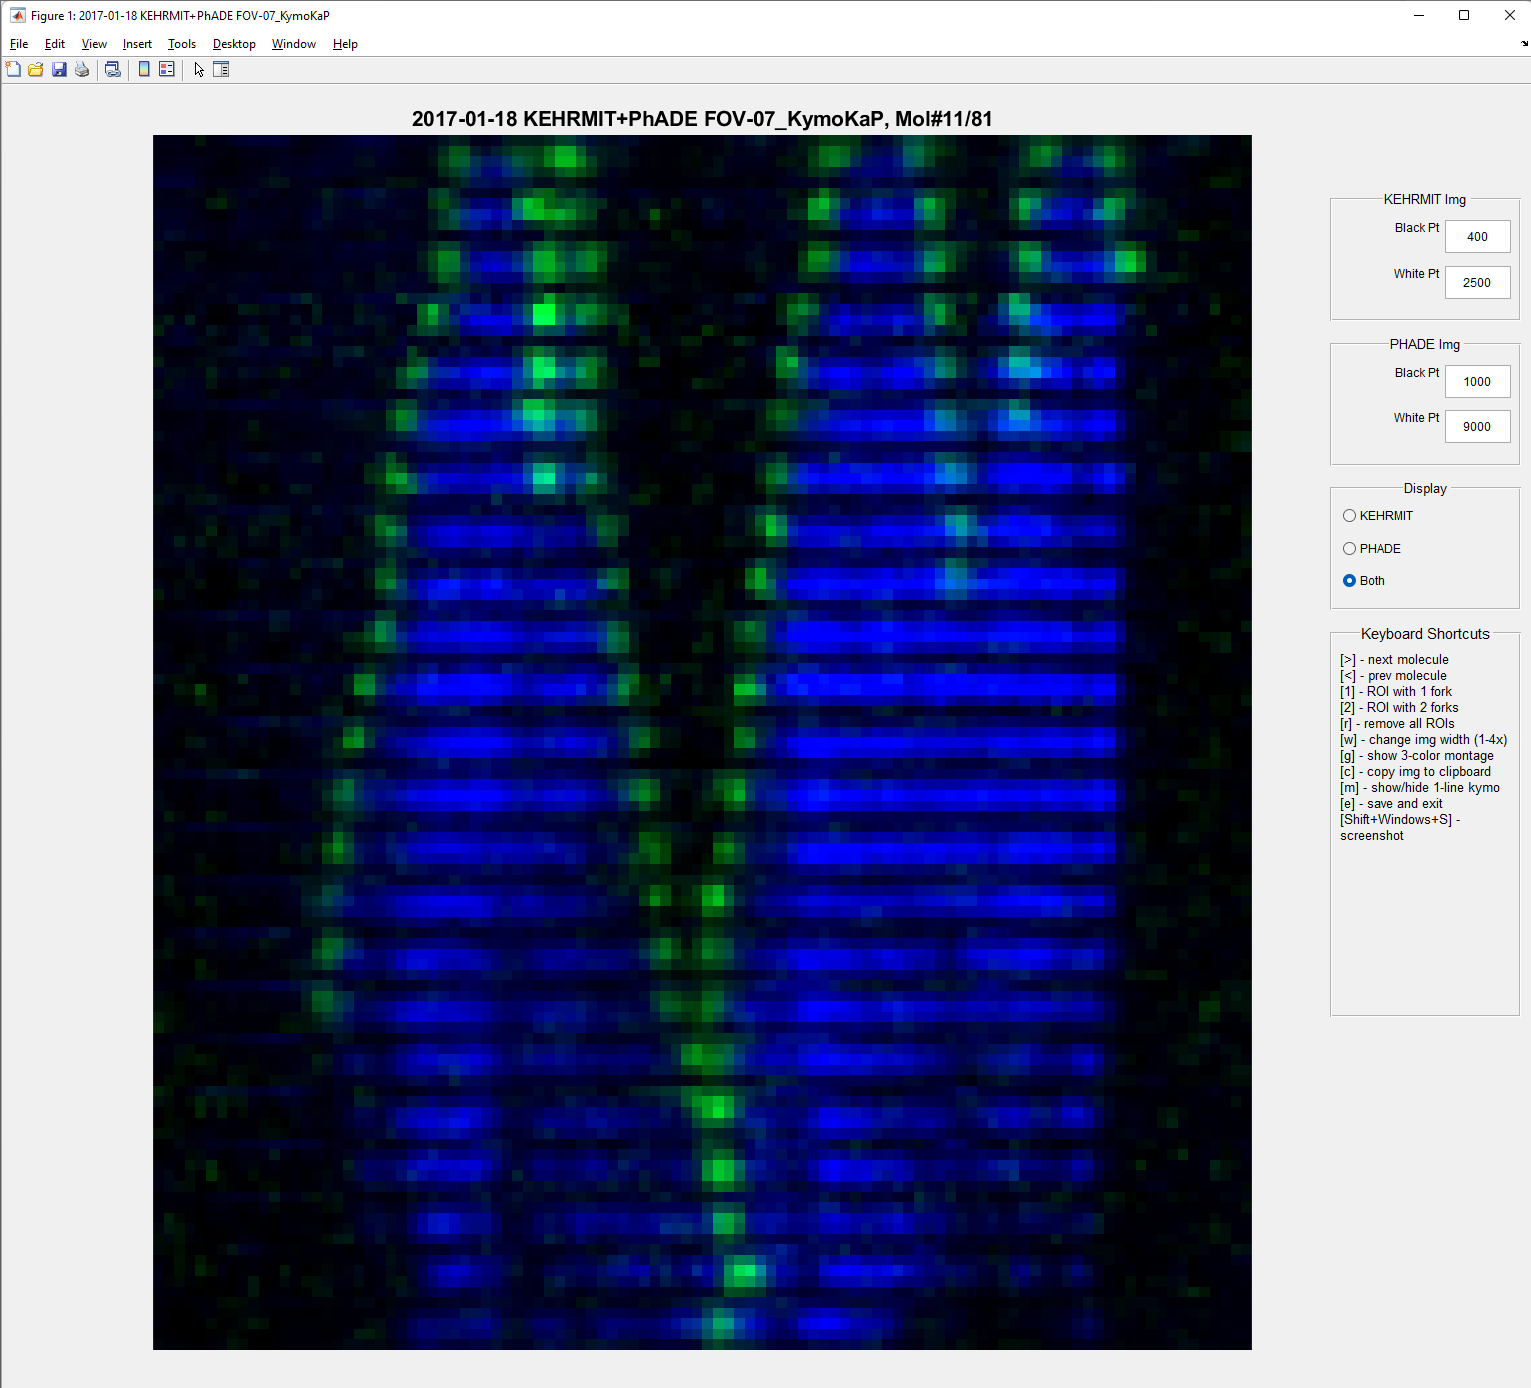 Figure 1: 2017-01-18 KEHRMIT+PhADE FOV-07_KymoKaP
File Edit View Insert Tools Desktop Window Help
2017-01-18 KEHRMIT+PhADE FOV-07_KymoKaP, Mol#11/81
KEHRMIT Img
Black Pt 400
White Pt 2500
PHADE Img
Black Pt 1000
White Pt 9000
Display
KEHRMIT
PHADE
Both
Keyboard Shortcuts
[>] - next molecule
[<] - prev molecule
[1] - ROI with 1 fork
[2] - ROI with 2 forks
[r] - remove all ROIs
[w] - change img width (1-4x)
[g] - show 3-color montage
[c] - copy img to clipboard
[m] - show/hide 1-line kymo
[e] - save and exit
[Shift+Windows+S] -
screenshot